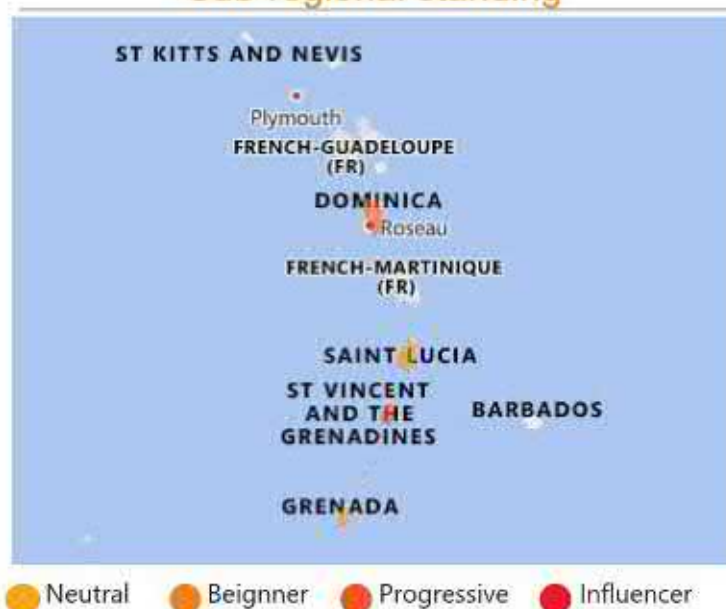 ST KITTS AND NEVIS
Plymouth
FRENCH-GUADELOUPE
(FR)
DOMINICA
Roseau
FRENCH-MARTINIQUE
(FR)
SAINT LUCIA
ST VINCENT
AND THE
GRENADINES
BARBADOS
GRENADA
Neutral Beignner Progressive Influencer